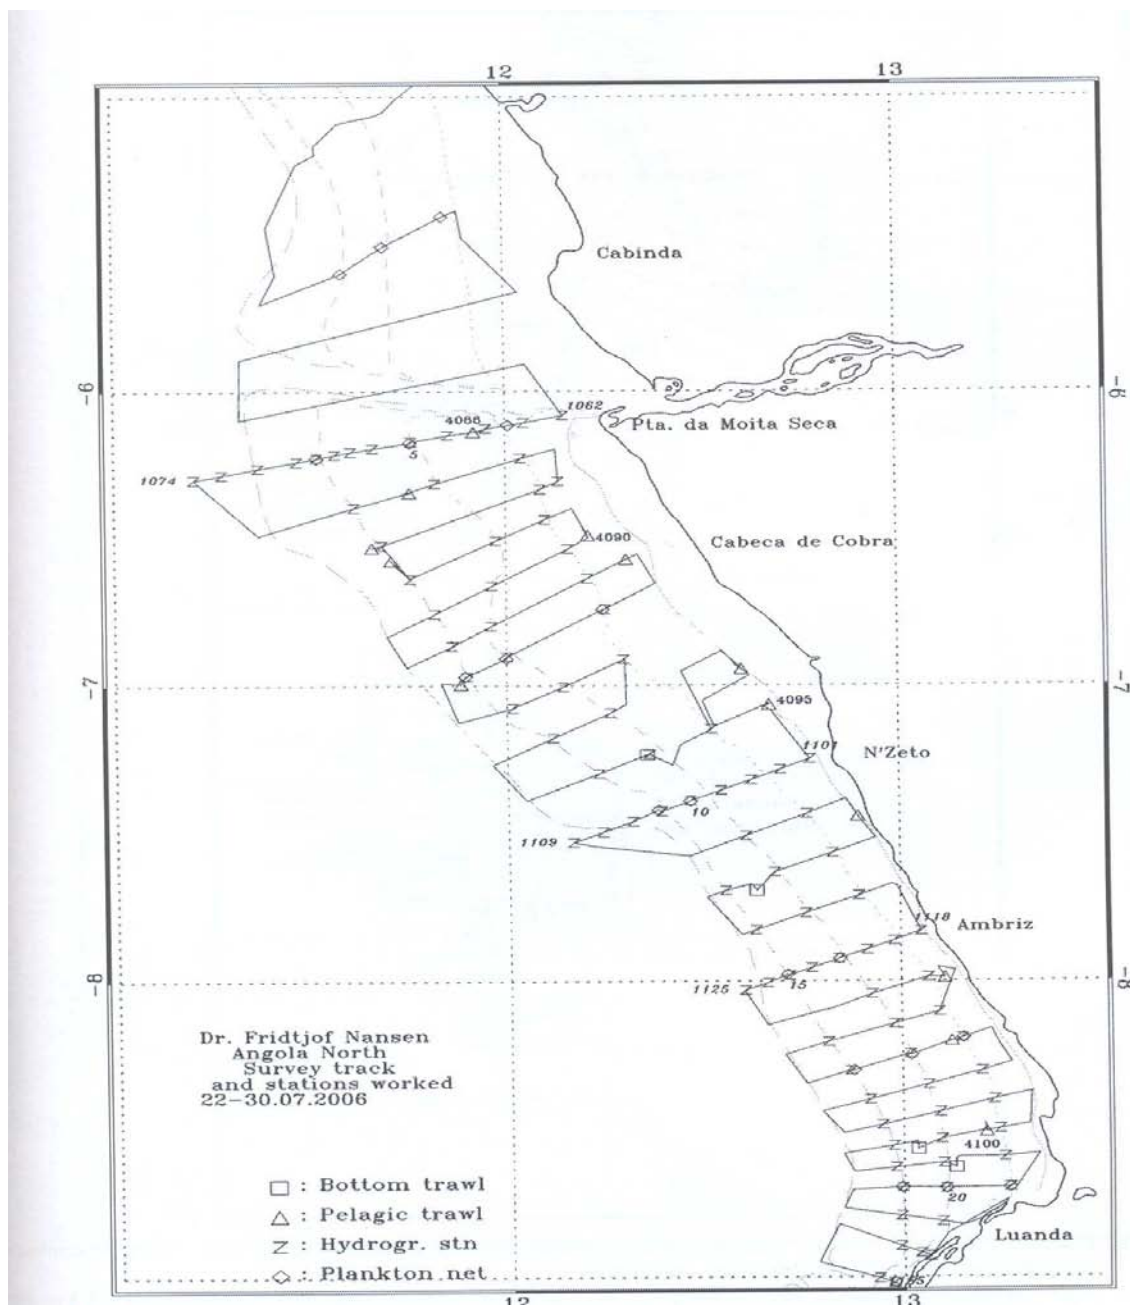 12 13
Cabinda
-6 -6
4088 1062
Pta. da Moita Seca
5
1074
4090
Cabeca de Cobra
-7 -7
4095
1101
N'Zeto
10
1109
1118
Ambriz
1125 15
-8 -8
Dr. Fridtjof Nansen
Angola North
Survey track
and stations worked
22-30.07.2006
4100
□ : Bottom trawl
20
△ : Pelagic trawl
Luanda
Z : Hydrogr. stn
◇ : Plankton net
12 13